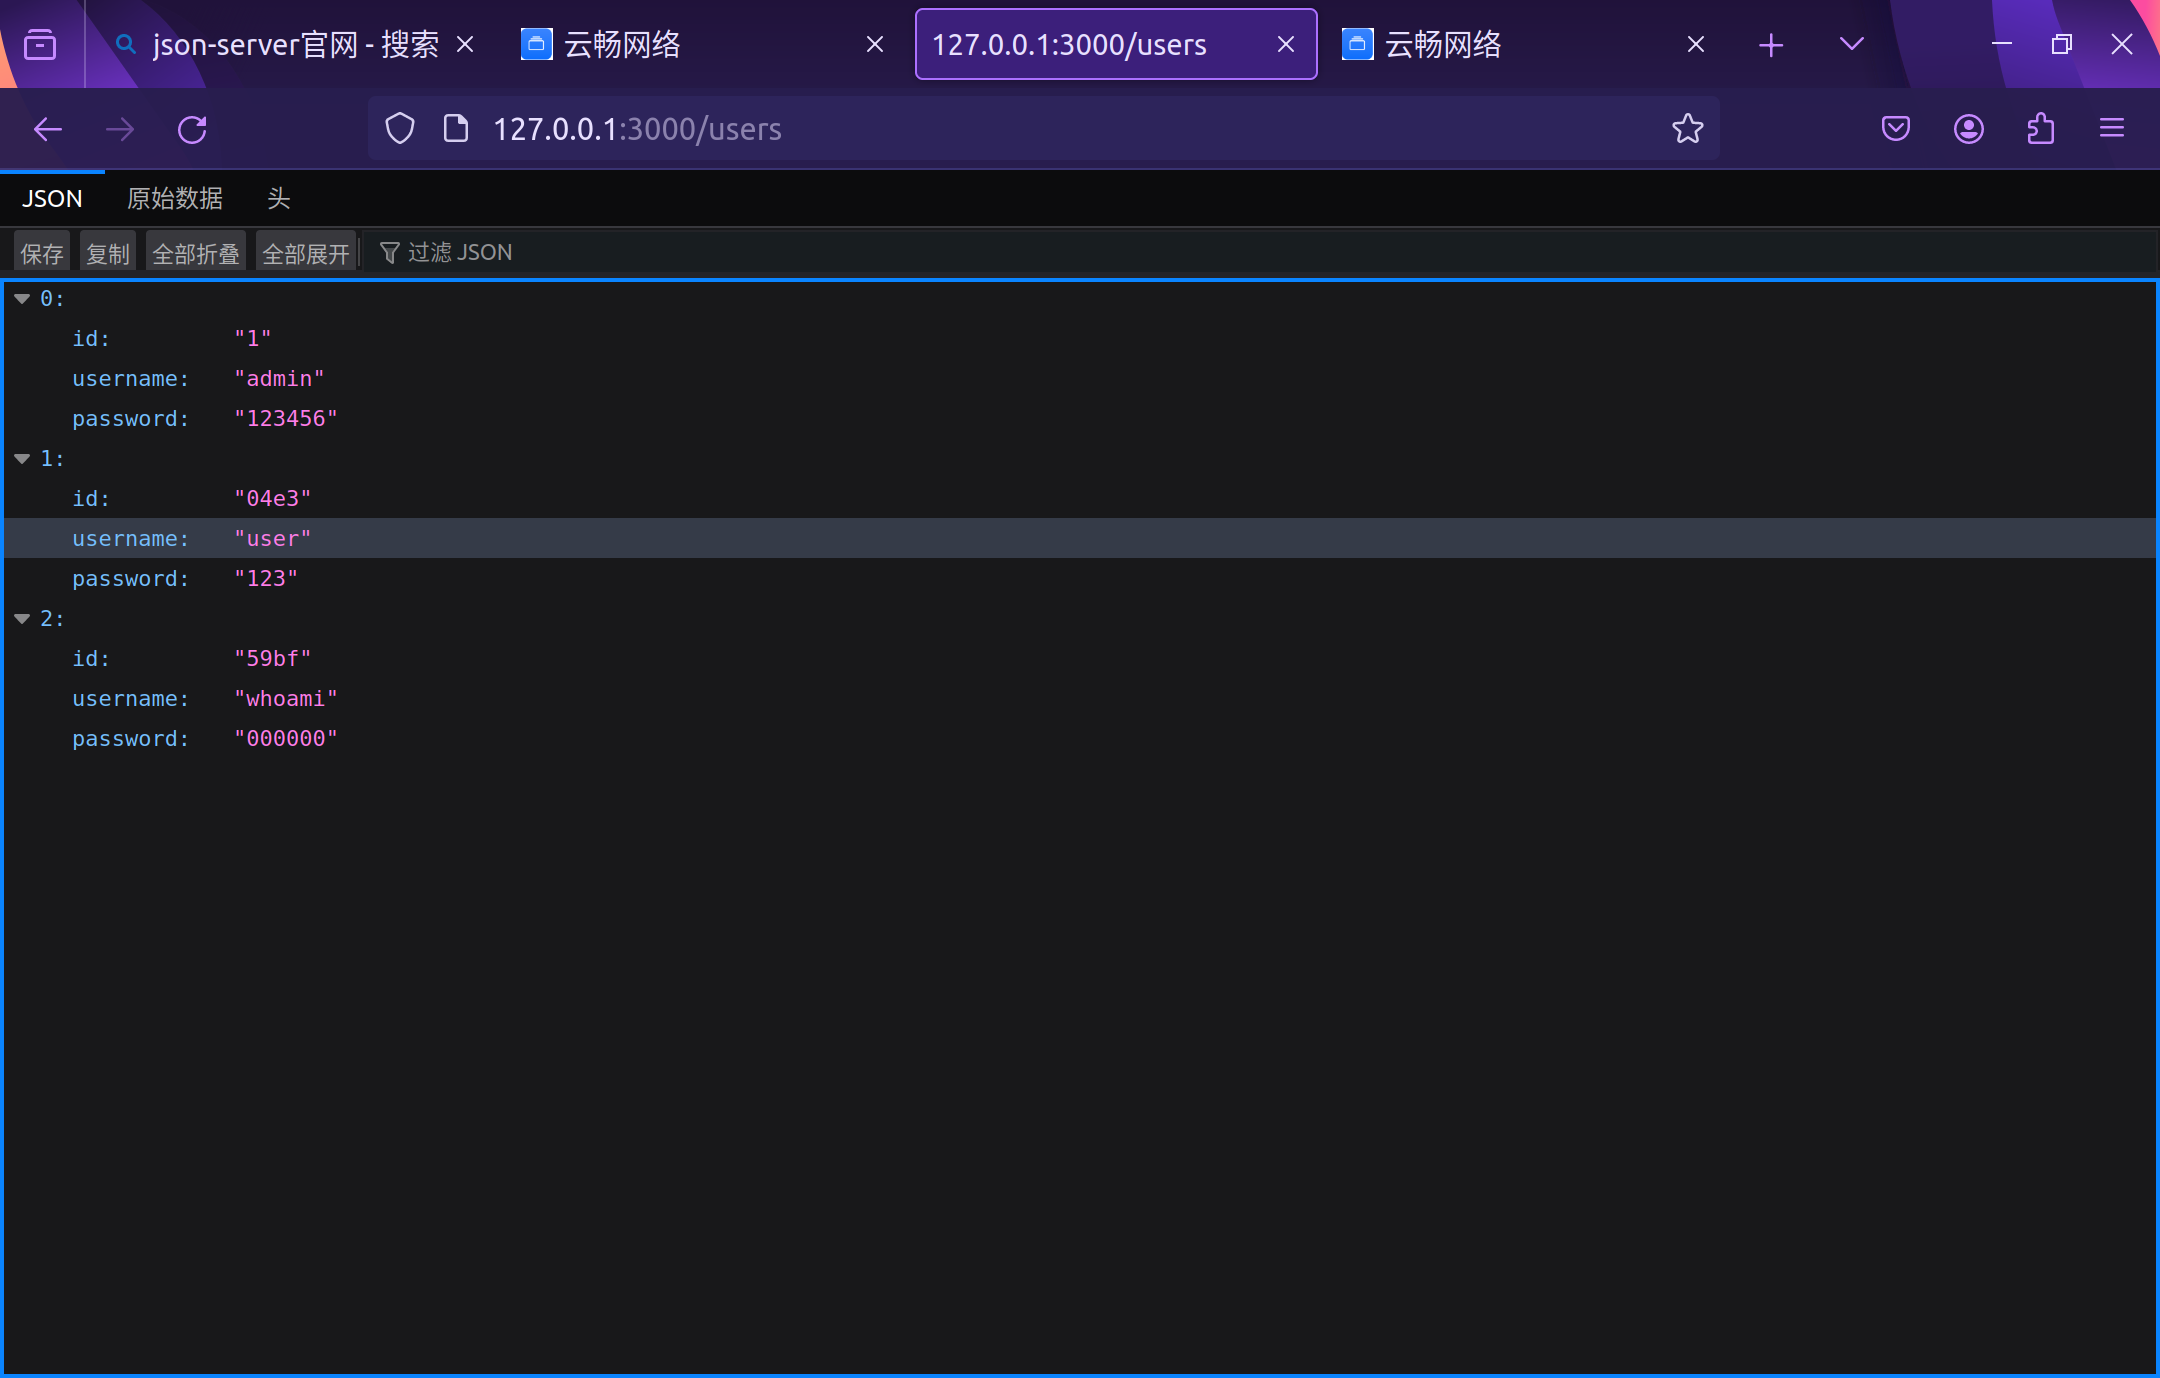 json-server官网 - 搜索
云畅网络
127.0.0.1:3000/users
云畅网络
127.0.0.1:3000/users
JSON 原始数据 头
保存 复制 全部折叠 全部展开 过滤 JSON
0:
id: "1"
username: "admin"
password: "123456"
1:
id: "04e3"
username: "user"
password: "123"
2:
id: "59bf"
username: "whoami"
password: "000000"